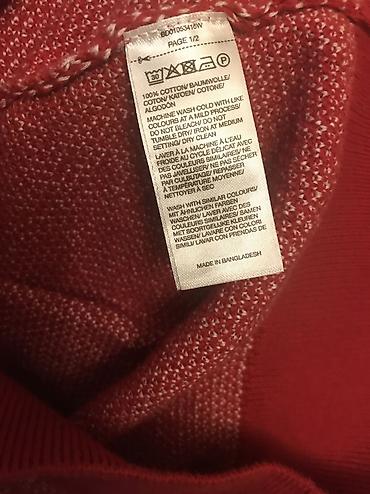 BD01053418W
PAGE 1/2
30
P
100% COTTON/ BAUMWOLLE/
COTON/ KATOEN/ COTONE/
ALGODÓN
MACHINE WASH COLD WITH LIKE
COLOURS AT A MILD PROCESS/
DO NOT BLEACH/ DO NOT
TUMBLE DRY/ IRON AT MEDIUM
SETTING/ DRY CLEAN
LAVER À LA MACHINE À L'EAU
FROIDE AU CYCLE DÉLICAT AVEC
DES COULEURS SIMILAIRES/ NE
PAS JAVELLISER/ NE PAS SÉCHER
PAR CULBUTAGE/ REPASSER
À TEMPÉRATURE MOYENNE/
NETTOYER À SEC
WASH WITH SIMILAR COLOURS/
MIT ÄHNLICHEN FARBEN
WASCHEN/ LAVER AVEC DES
COULEURS SIMILAIRES/ SAMEN
MET SOORTGELIJKE KLEUREN
WASSEN/ LAVARE CON COLORI
SIMILI/ LAVAR CON PRENDAS DE
MADE IN BANGLADESH